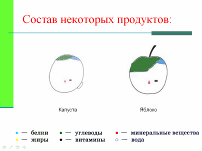 Состав некоторых продуктов:
Капуста
Яблоко
— белки
— углеводы
— минеральные вещества
— жиры
— витамины
— вода